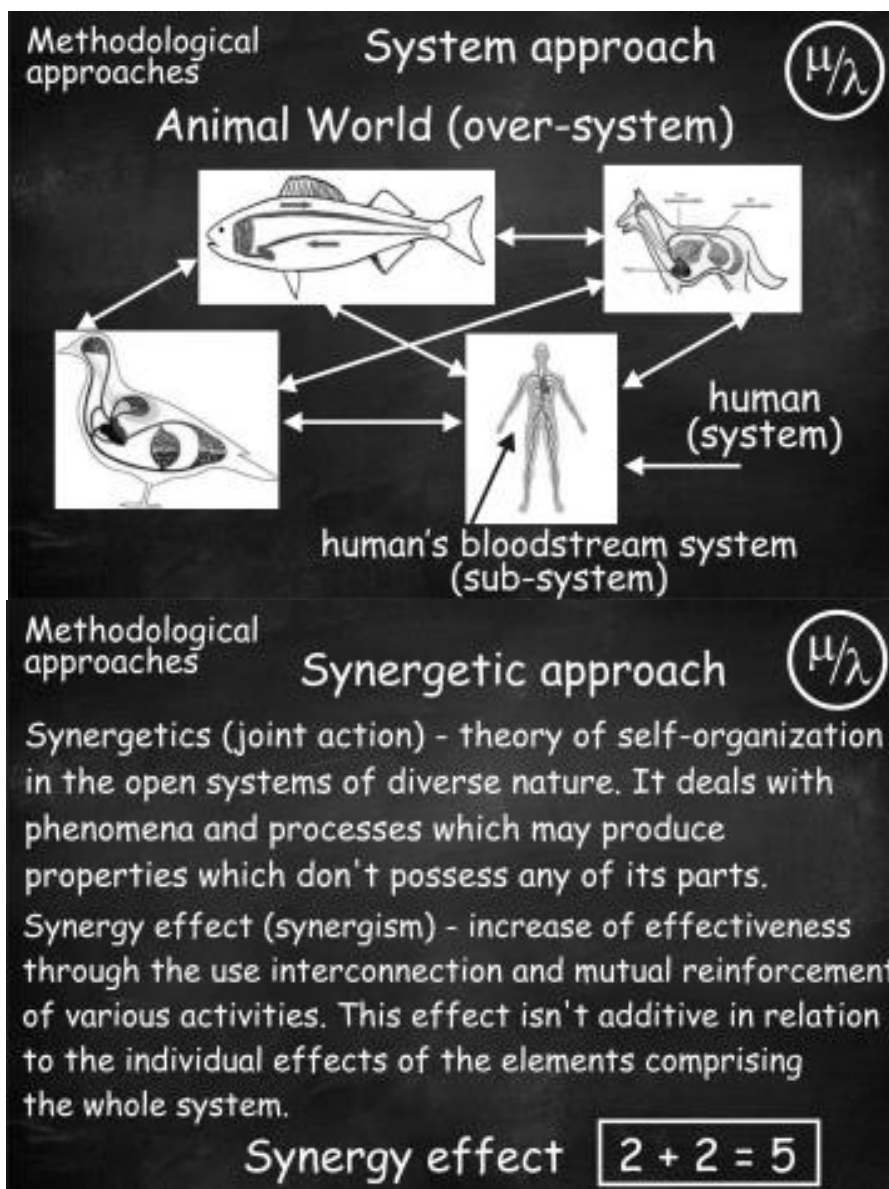 Methodological
approaches
System approach
μ/λ
Animal World (over-system)
human
(system)
human's bloodstream system
(sub-system)
Methodological
approaches
Synergetic approach
μ/λ
Synergetics (joint action) - theory of self-organization
in the open systems of diverse nature. It deals with
phenomena and processes which may produce
properties which don't possess any of its parts.
Synergy effect (synergism) - increase of effectiveness
through the use interconnection and mutual reinforcement
of various activities. This effect isn't additive in relation
to the individual effects of the elements comprising
the whole system.
Synergy effect 2 + 2 = 5